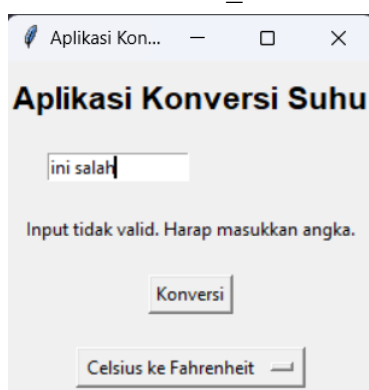 Aplikasi Kon...
Aplikasi Konversi Suhu
ini salah
Input tidak valid. Harap masukkan angka.
Konversi
Celsius ke Fahrenheit